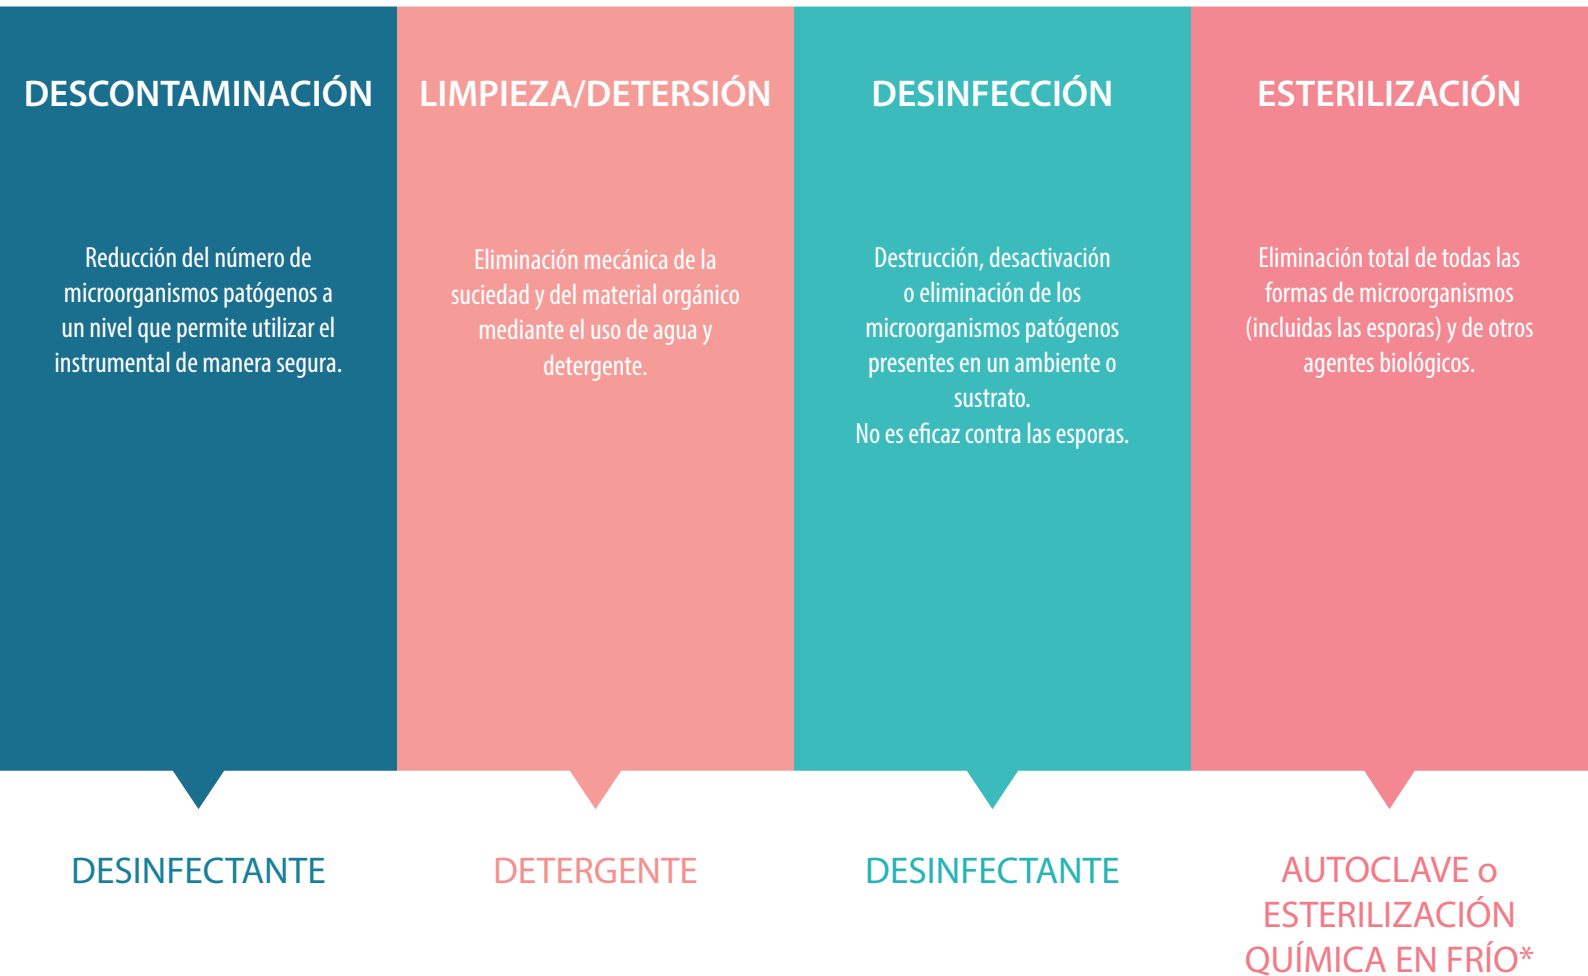 DESCONTAMINACIÓN
Reducción del número de
microorganismos patógenos a
un nivel que permite utilizar el
instrumental de manera segura.
DESINFECTANTE
LIMPIEZA/DETERSIÓN
Eliminación mecánica de la
suciedad y del material orgánico
mediante el uso de agua y
detergente.
DETERGENTE
DESINFECCIÓN
Destrucción, desactivación
o eliminación de los
microorganismos patógenos
presentes en un ambiente o
sustrato.
No es eficaz contra las esporas.
DESINFECTANTE
ESTERILIZACIÓN
Eliminación total de todas las
formas de microorganismos
(incluidas las esporas) y de otros
agentes biológicos.
AUTOCLAVE o
ESTERILIZACIÓN
QUÍMICA EN FRÍO*